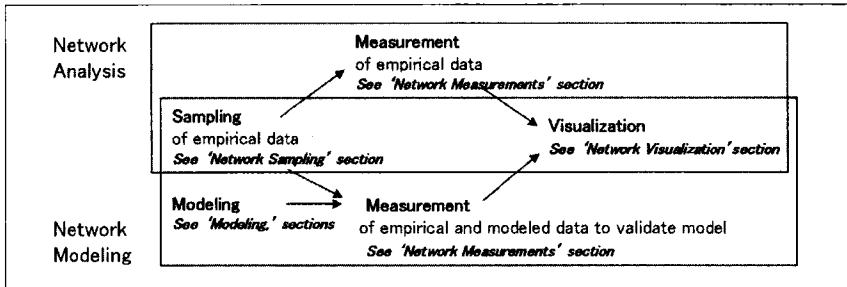 Network
Analysis
Measurement
of empirical data
See 'Network Measurements' section
Sampling
of empirical data
See 'Network Sampling' section
Visualization
See 'Network Visualization' section
Modeling
See 'Modeling,' sections
Measurement
of empirical and modeled data to validate model
See 'Network Measurements' section
Network
Modeling